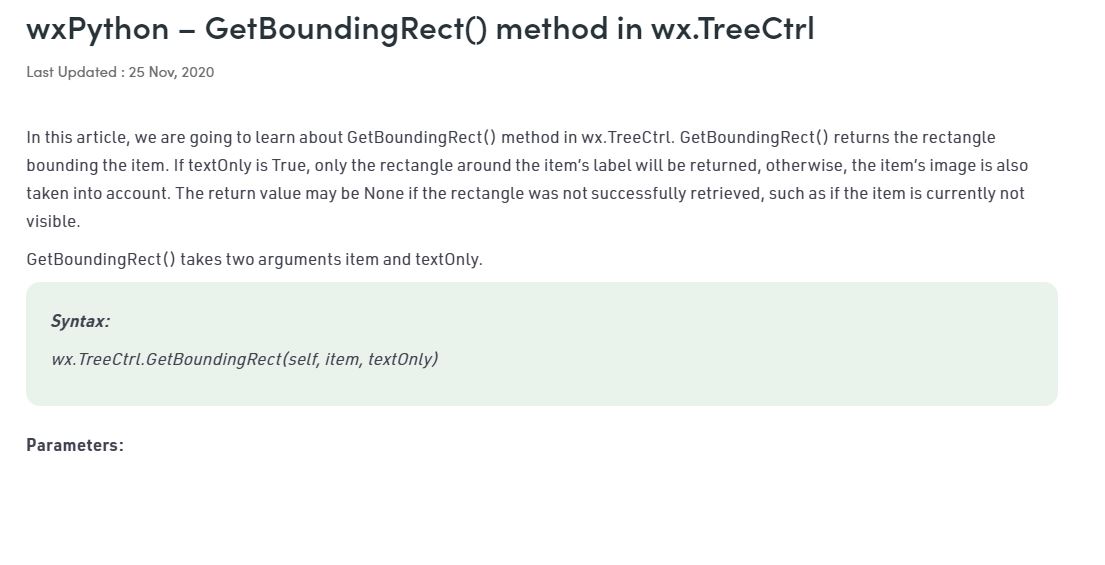 wxPython – GetBoundingRect() method in wx.TreeCtrl
Last Updated : 25 Nov, 2020
In this article, we are going to learn about GetBoundingRect() method in wx.TreeCtrl. GetBoundingRect() returns the rectangle
bounding the item. If textOnly is True, only the rectangle around the item’s label will be returned, otherwise, the item’s image is also
taken into account. The return value may be None if the rectangle was not successfully retrieved, such as if the item is currently not
visible.
GetBoundingRect() takes two arguments item and textOnly.
Syntax:
wx.TreeCtrl.GetBoundingRect(self, item, textOnly)
Parameters: